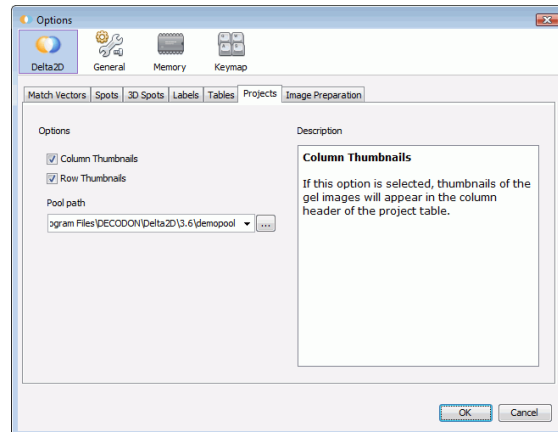 Options
Delta2D General Memory Keymap
Match Vectors Spots 3D Spots Labels Tables Projects Image Preparation
Options
Column Thumbnails
Row Thumbnails
Pool path
ogram Files\DECODON\Delta2D\3.6\demopool ...
Description
Column Thumbnails
If this option is selected, thumbnails of the
gel images will appear in the column
header of the project table.
OK Cancel